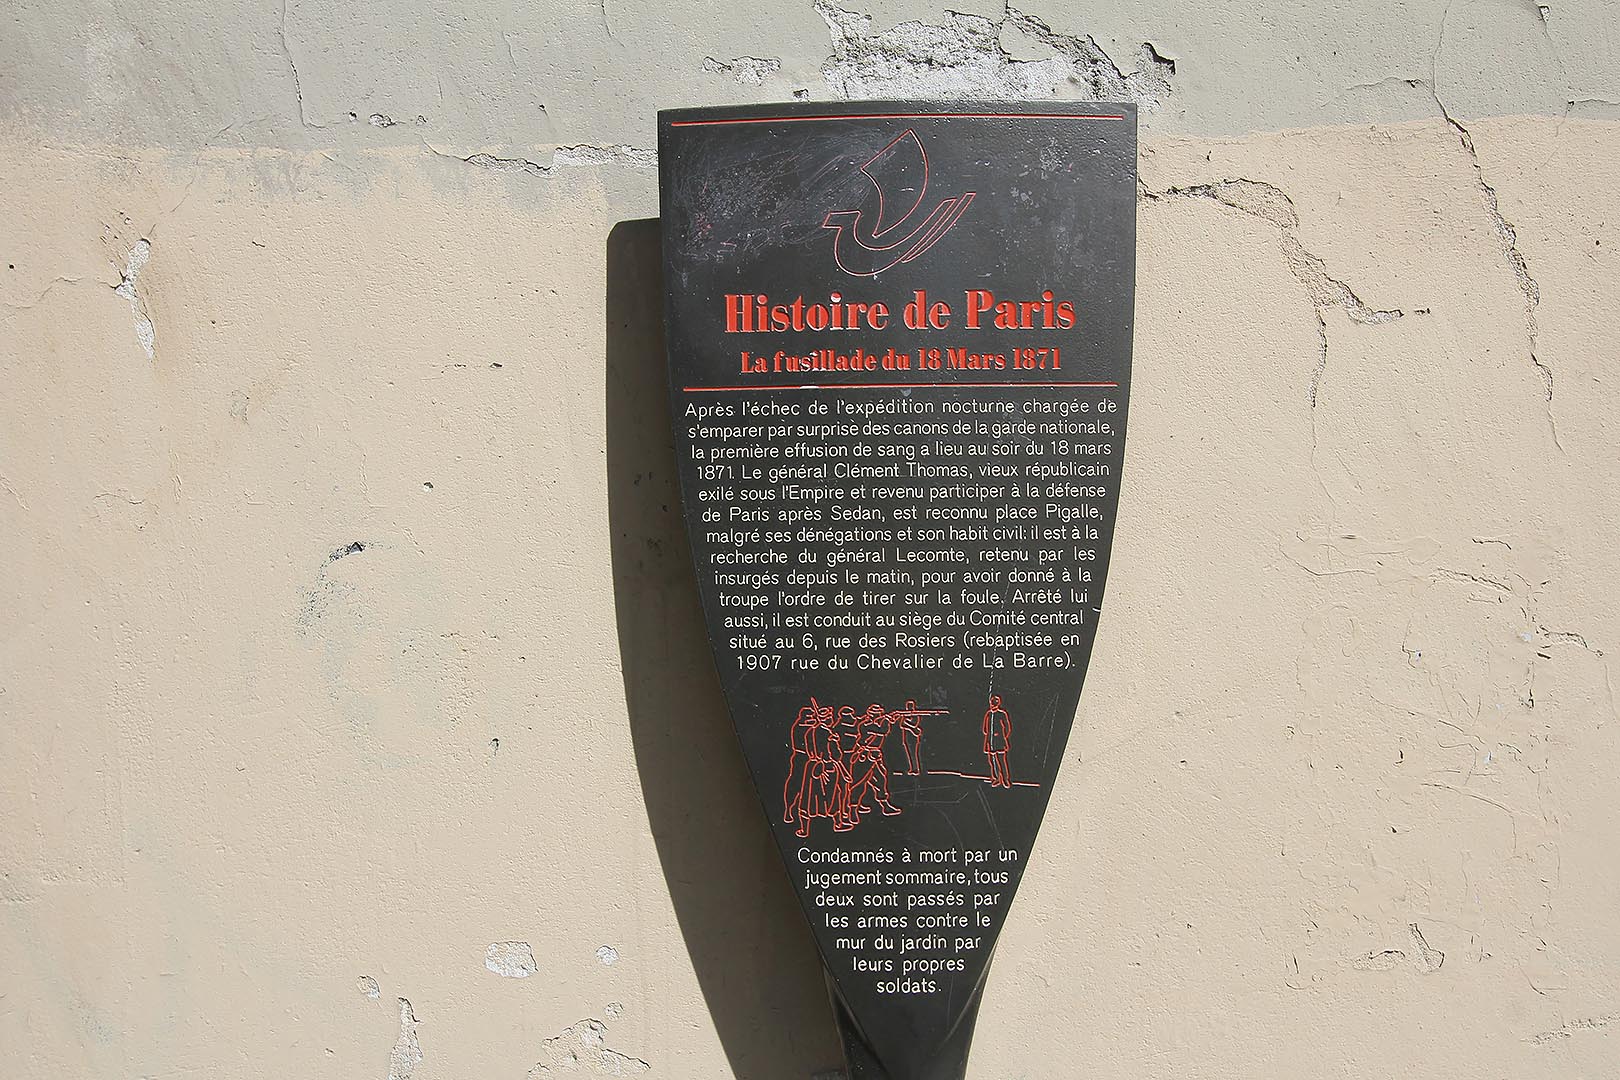 Histoire de Paris
La fusillade du 18 Mars 1871
Après l'échec de l'expédition nocturne chargée de
s'emparer par surprise des canons de la garde nationale,
la première effusion de sang a lieu au soir du 18 mars
1871. Le général Clément Thomas, vieux républicain
exilé sous l'Empire et revenu participer à la défense
de Paris après Sedan, est reconnu place Pigalle,
malgré ses dénégations et son habit civil: il est à la
recherche du général Lecomte, retenu par les
insurgés depuis le matin, pour avoir donné à la
troupe l'ordre de tirer sur la foule. Arrêté lui
aussi, il est conduit au siège du Comité central
situé au 6, rue des Rosiers (rebaptisée en
1907 rue du Chevalier de La Barre).
Condamnés à mort par un
jugement sommaire, tous
deux sont passés par
les armes contre le
mur du jardin par
leurs propres
soldats.